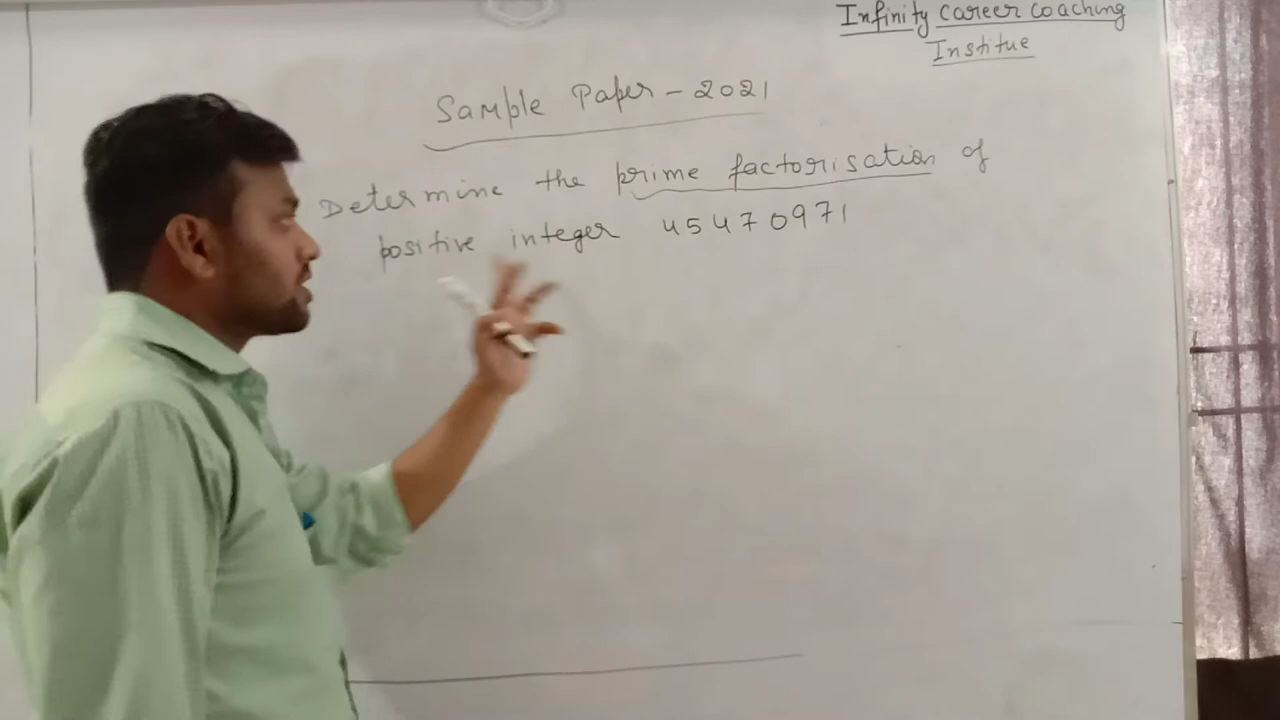 Infinity career coaching
Institue
Sample Paper - 2021
Determine the prime factorisation of
positive integer 45470971